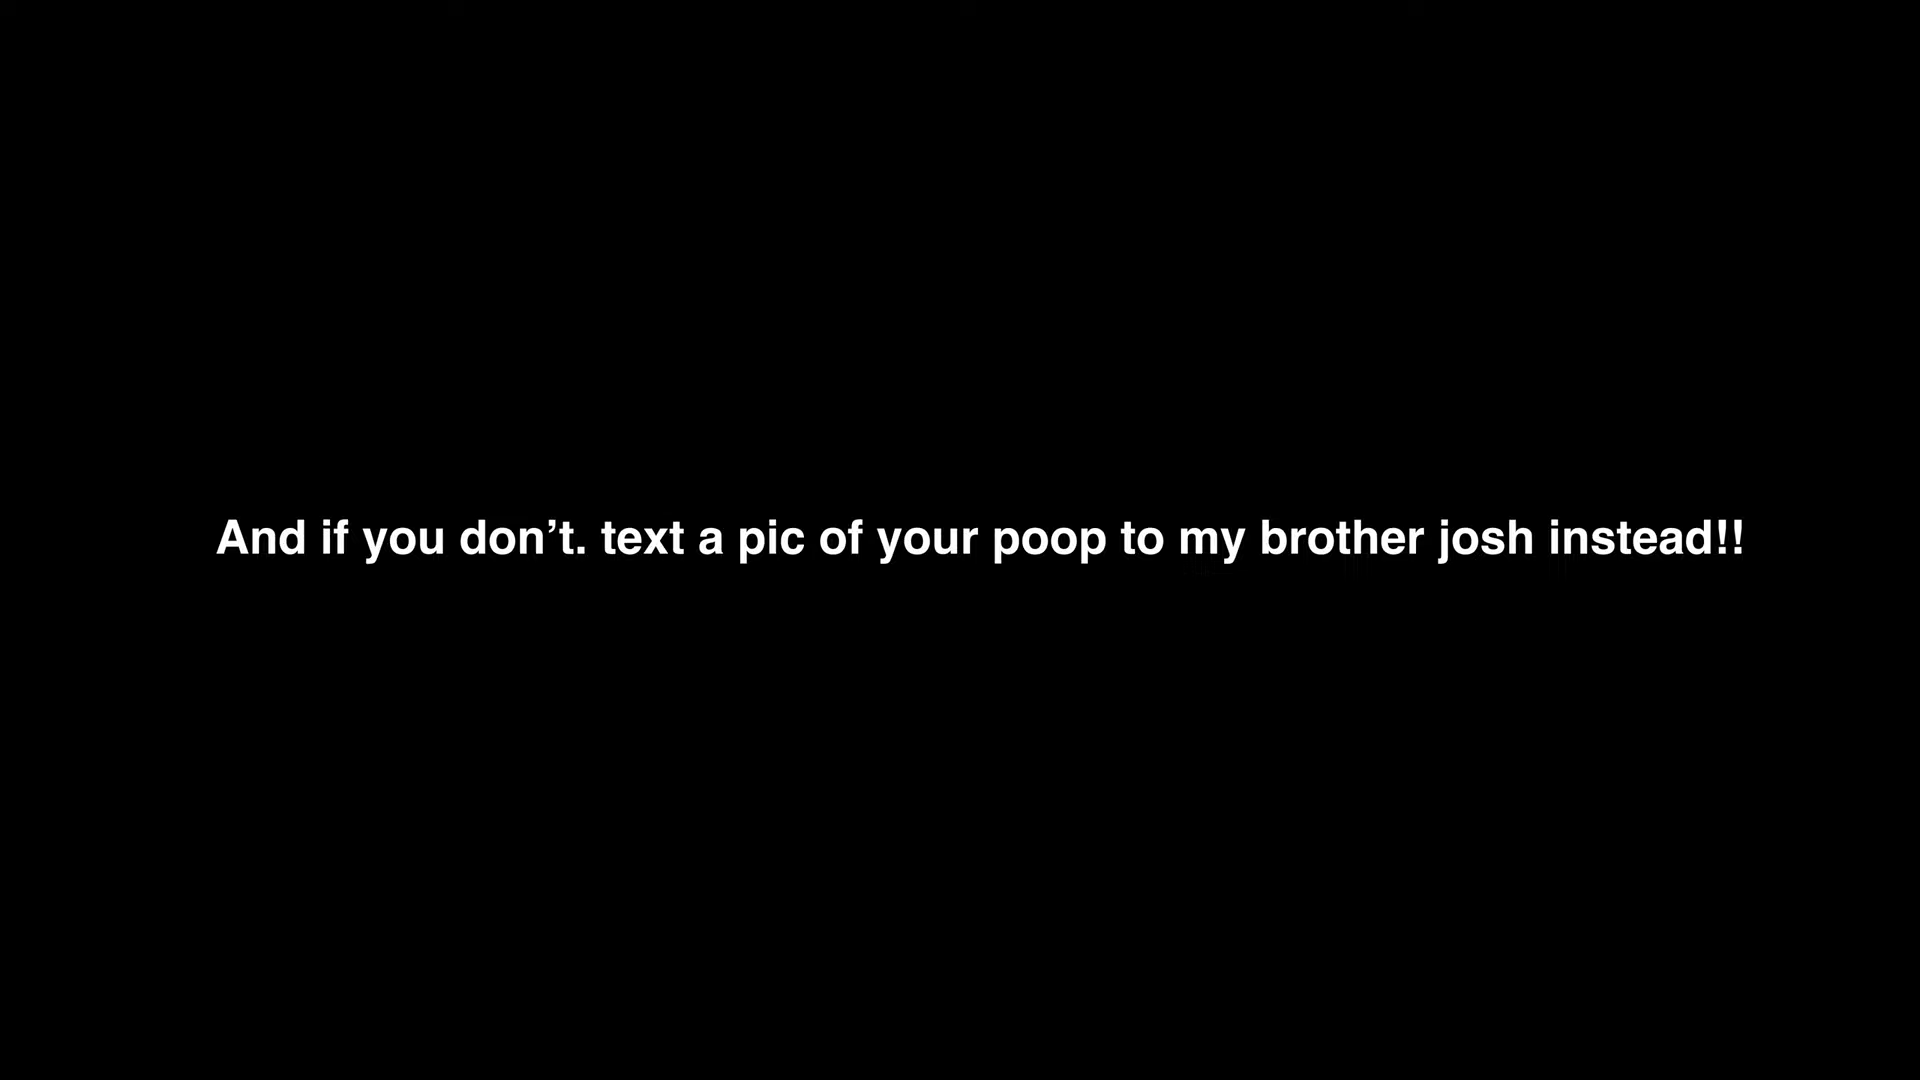 And if you don’t. text a pic of your poop to my brother josh instead!!